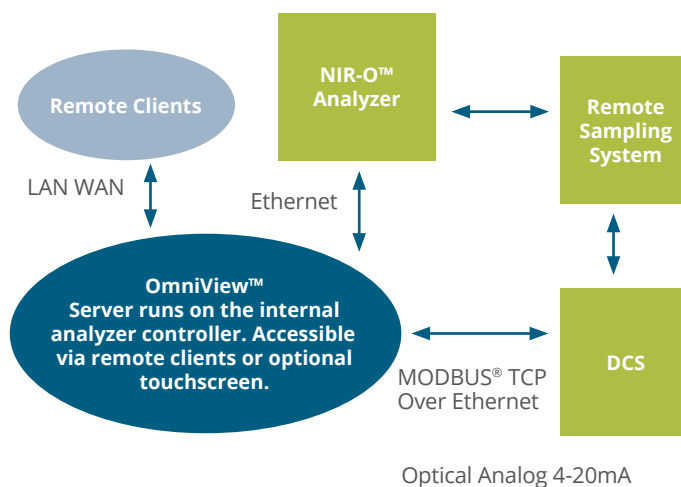 NIR-O™
Analyzer
Remote Clients
Remote
Sampling
System
LAN WAN
Ethernet
OmniView™
Server runs on the internal
analyzer controller. Accessible
via remote clients or optional
touchscreen.
DCS
MODBUS® TCP
Over Ethernet
Optical Analog 4-20mA